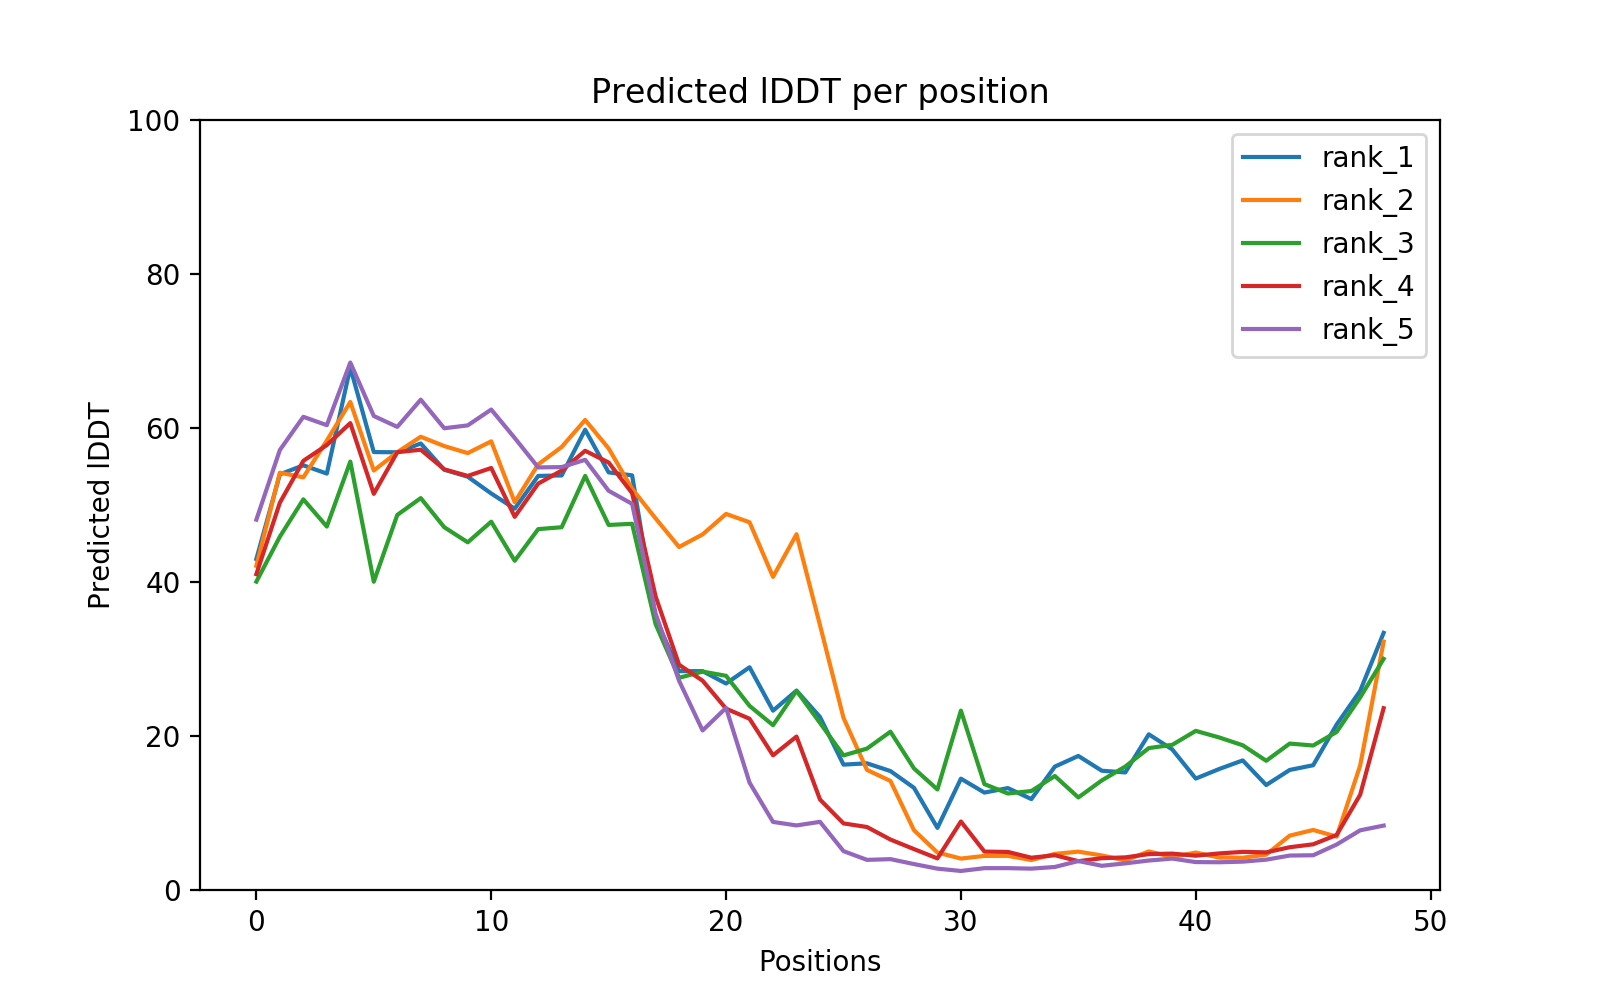 Predicted lDDT per position
100
80
60
40
20
0
Predicted lDDT
rank_1
rank_2
rank_3
rank_4
rank_5
0 10 20 30 40 50
Positions